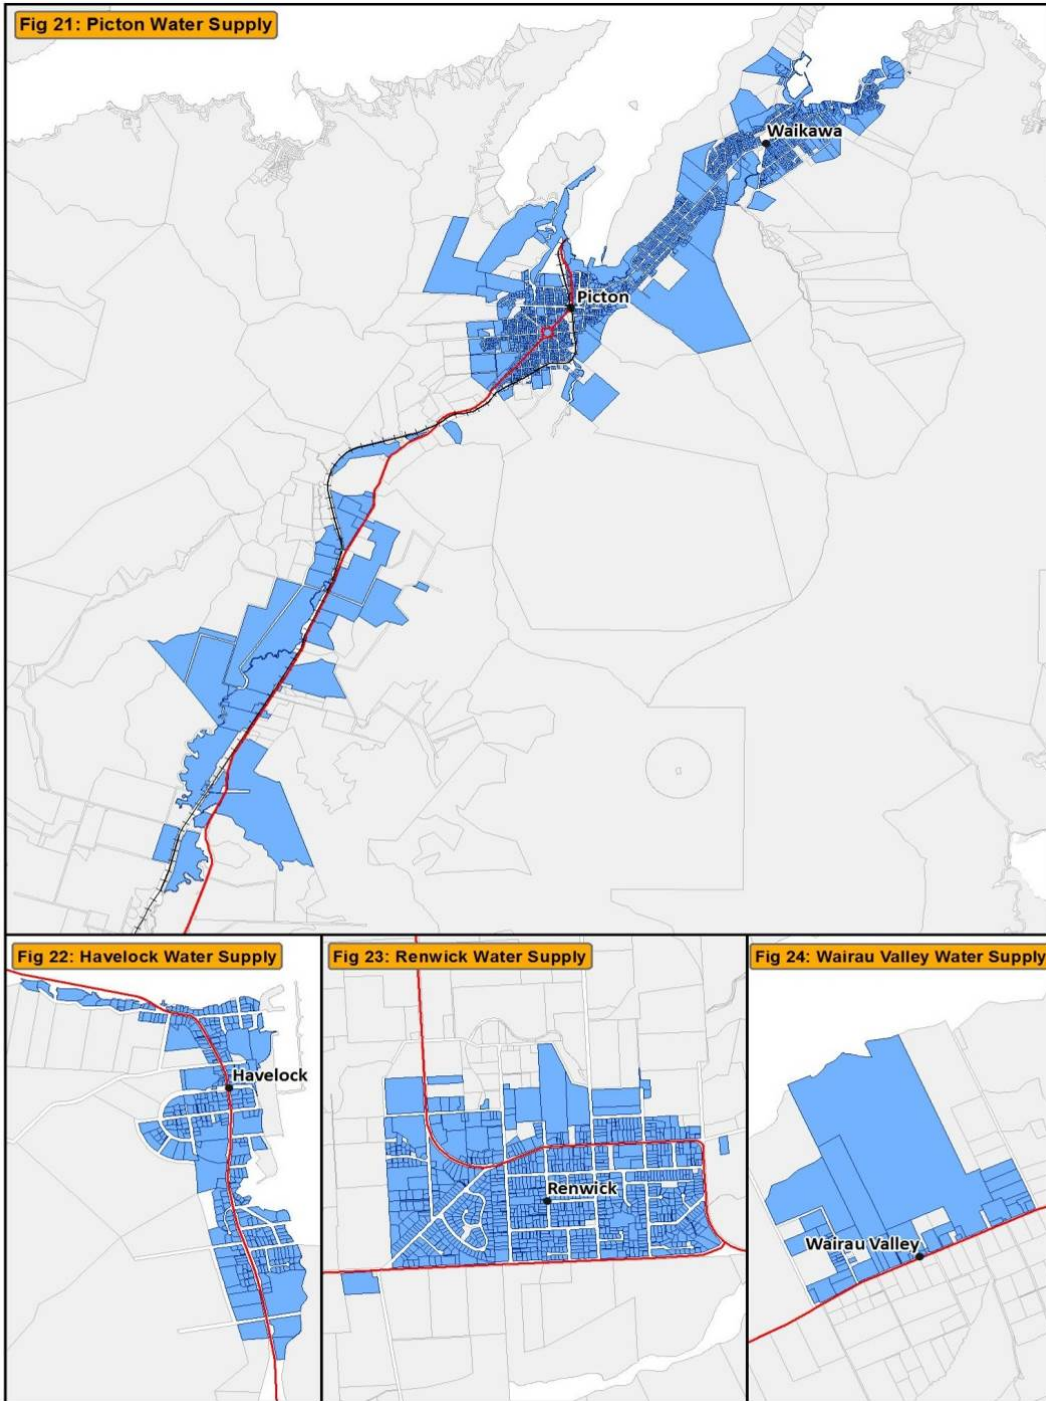 Fig 21: Picton Water Supply
Waikawa
Picton
Fig 22: Havelock Water Supply
Havelock
Fig 23: Renwick Water Supply
Renwick
Fig 24: Wairau Valley Water Supply
Wairau Valley